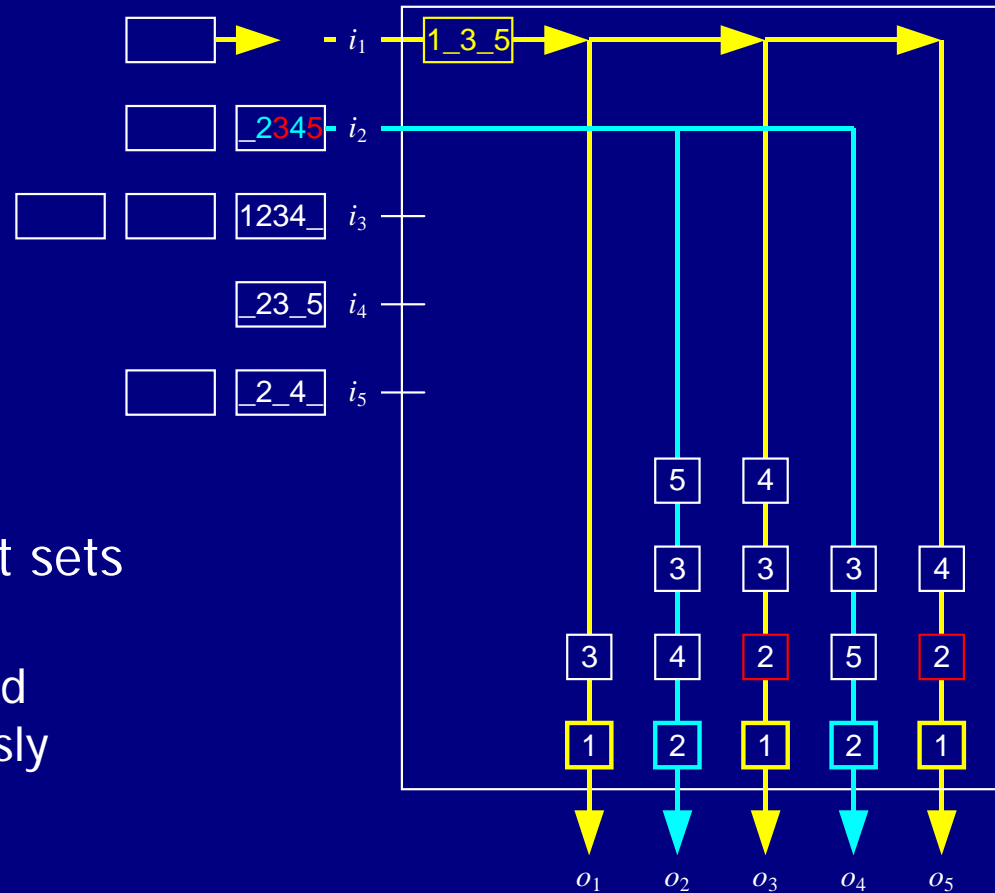 i₁ 1_3_5
_2345 i₂
1234_ i₃
_23_5 i₄
_2_4_ i₅
5 4
t sets 3 3 3 4
3 4 2 5 2
d
sly 1 2 1 2 1
o₁ o₂ o₃ o₄ o₅